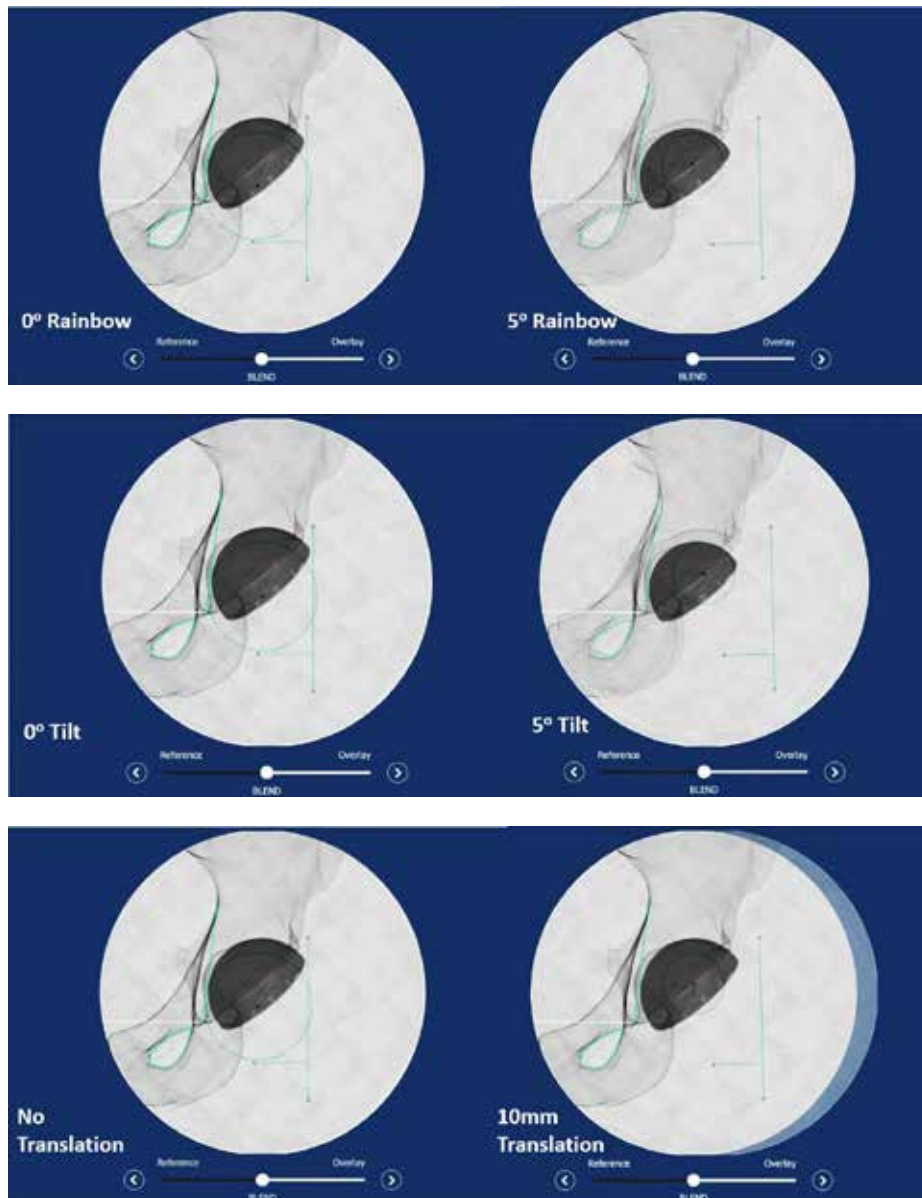 0º Rainbow
Reference
Overlay
BLEND
5º Rainbow
Reference
Overlay
BLEND
0º Tilt
Reference
Overlay
BLEND
5º Tilt
Reference
Overlay
BLEND
No
Translation
Reference
Overlay
BLEND
10mm
Translation
Reference
Overlay
BLEND